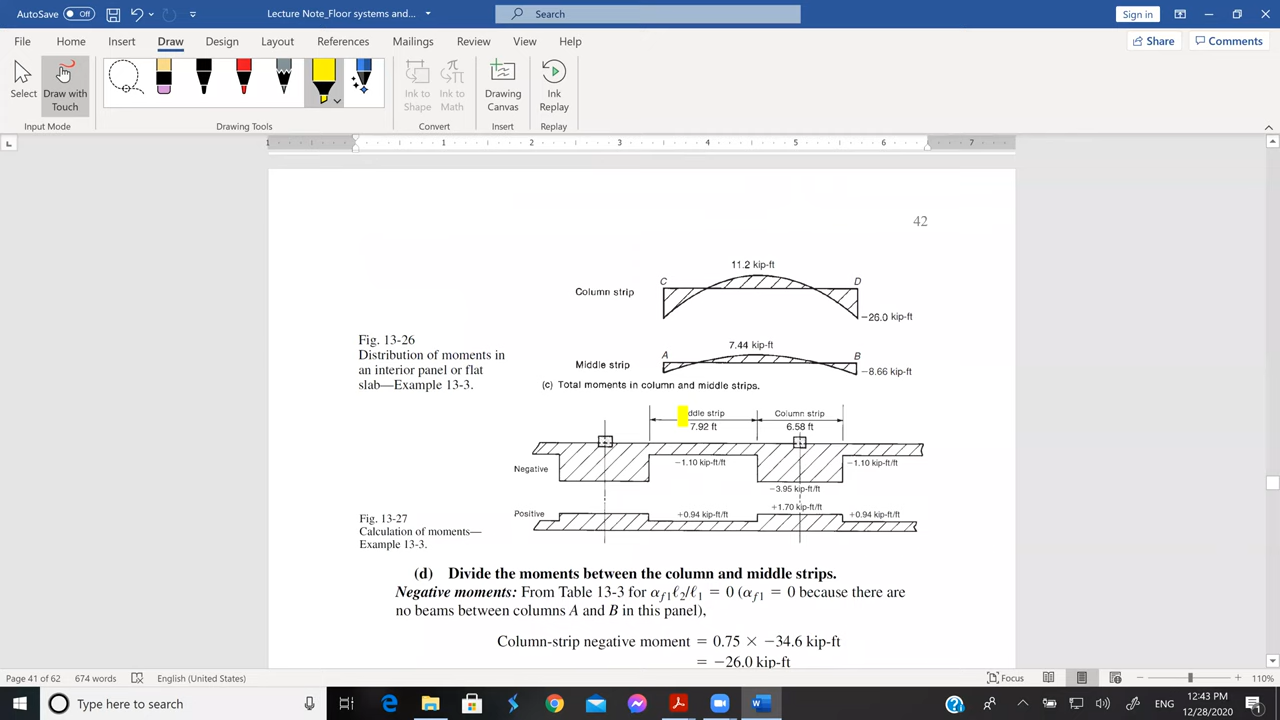 AutoSave Off
Lecture Note_Floor systems and...
Search
Sign in
File Home Insert Draw Design Layout References Mailings Review View Help
Share Comments
Select
Draw with Touch
Ink to Shape
Ink to Math
Drawing Canvas
Ink Replay
Input Mode
Drawing Tools
Convert
Insert
Replay
1 1 2 3 4 5 6 7
42
11.2 kip-ft
C D
Column strip
−26.0 kip-ft
7.44 kip-ft
A B
Middle strip
−8.66 kip-ft
(c) Total moments in column and middle strips.
Fig. 13-26
Distribution of moments in
an interior panel or flat
slab—Example 13-3.
ddle strip Column strip
7.92 ft 6.58 ft
−1.10 kip-ft/ft −1.10 kip-ft/ft
Negative
−3.95 kip-ft/ft
+1.70 kip-ft/ft
Positive +0.94 kip-ft/ft +0.94 kip-ft/ft
Fig. 13-27
Calculation of moments—
Example 13-3.
(d) Divide the moments between the column and middle strips.
Negative moments: From Table 13-3 for αf1ℓ2/ℓ1 = 0 (αf1 = 0 because there are
no beams between columns A and B in this panel),
Column-strip negative moment = 0.75 × −34.6 kip-ft
= −26.0 kip-ft
Page 41 of 62 674 words English (United States) Focus 110%
Type here to search
ENG
12:43 PM
12/28/2020